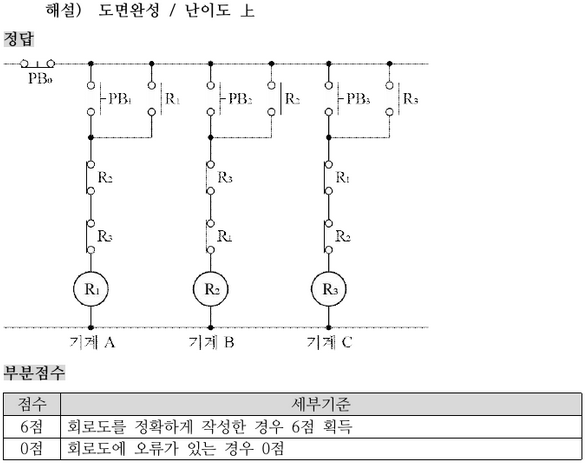 해설) 도면완성 / 난이도 上
정답
PB₀
PB₁ R₁ PB₂ R₂ PB₃ R₃
R₂ R₃ R₁
R₃ R₁ R₂
R₁ R₂ R₃
기계 A 기계 B 기계 C
부분점수
점수 세부기준
6점 회로도를 정확하게 작성한 경우 6점 획득
0점 회로도에 오류가 있는 경우 0점